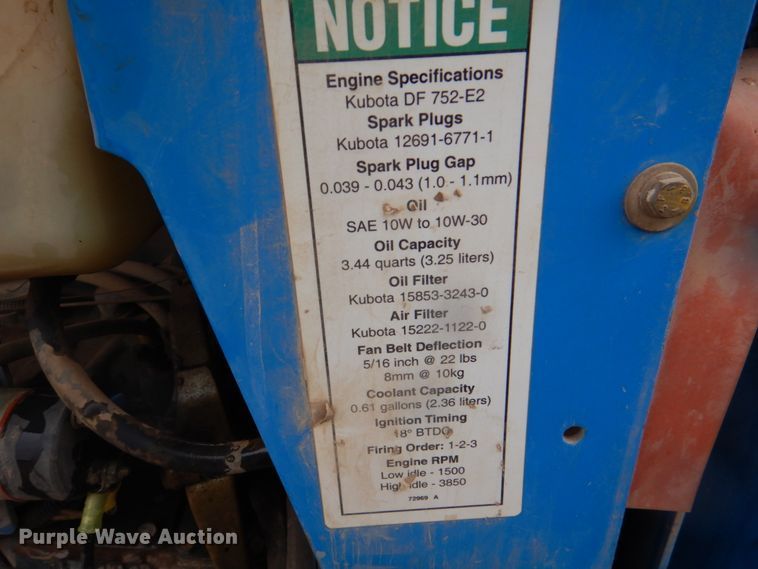 NOTICE
Engine Specifications
Kubota DF 752-E2
Spark Plugs
Kubota 12691-6771-1
Spark Plug Gap
0.039 - 0.043 (1.0 - 1.1mm)
Oil
SAE 10W to 10W-30
Oil Capacity
3.44 quarts (3.25 liters)
Oil Filter
Kubota 15853-3243-0
Air Filter
Kubota 15222-1122-0
Fan Belt Deflection
5/16 inch @ 22 lbs
8mm @ 10kg
Coolant Capacity
0.61 gallons (2.36 liters)
Ignition Timing
18° BTDC
Firing Order: 1-2-3
Engine RPM
Low idle - 1500
High idle - 3850
72969 A
Purple Wave Auction